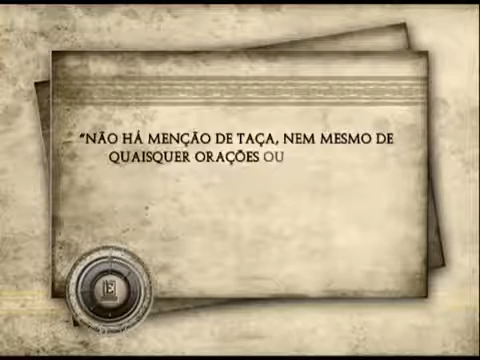 “NÃO HÁ MENÇÃO DE TAÇA, NEM MESMO DE
QUAISQUER ORAÇÕES OU
E